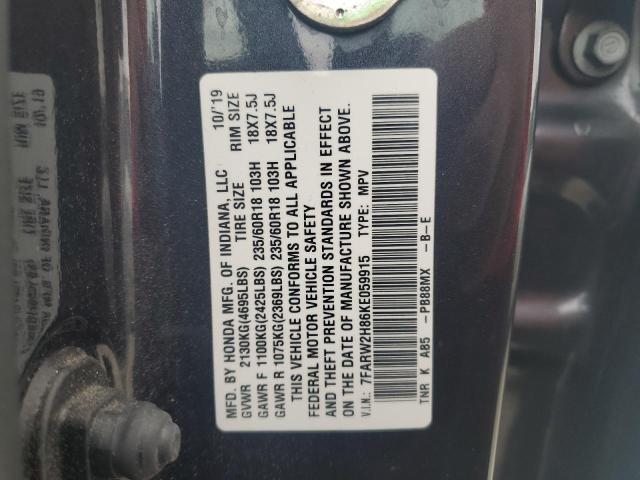 MFD. BY HONDA MFG. OF INDIANA, LLC 10/'19
GVWR 2130KG(4695LBS) TIRE SIZE RIM SIZE
GAWR F 1100KG(2425LBS) 235/60R18 103H 18X7.5J
GAWR R 1075KG(2369LBS) 235/60R18 103H 18X7.5J
THIS VEHICLE CONFORMS TO ALL APPLICABLE
FEDERAL MOTOR VEHICLE SAFETY
AND THEFT PREVENTION STANDARDS IN EFFECT
ON THE DATE OF MANUFACTURE SHOWN ABOVE.
V.I.N.: 7FARW2H86KE059915 TYPE: MPV
TNR K A85 -PB88MX -B-E